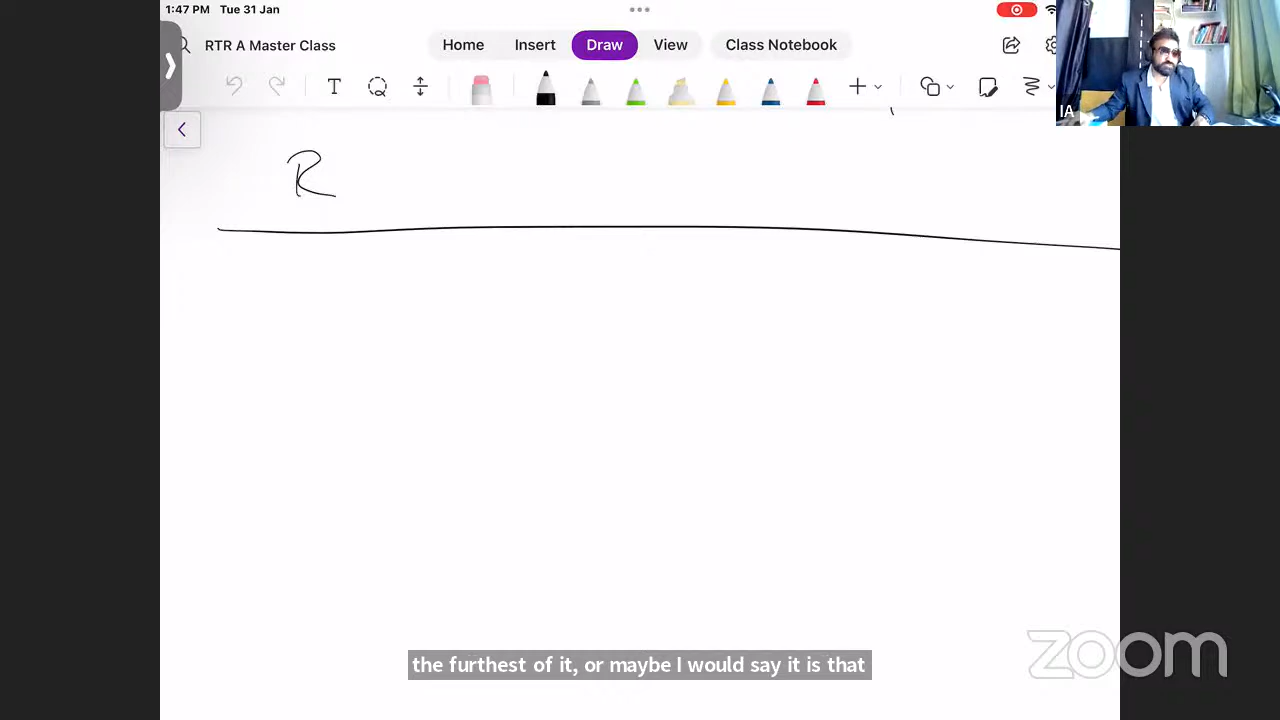 1:47 PM Tue 31 Jan
RTR A Master Class
Home Insert Draw View Class Notebook
T
IA
R
the furthest of it, or maybe I would say it is that
zoom